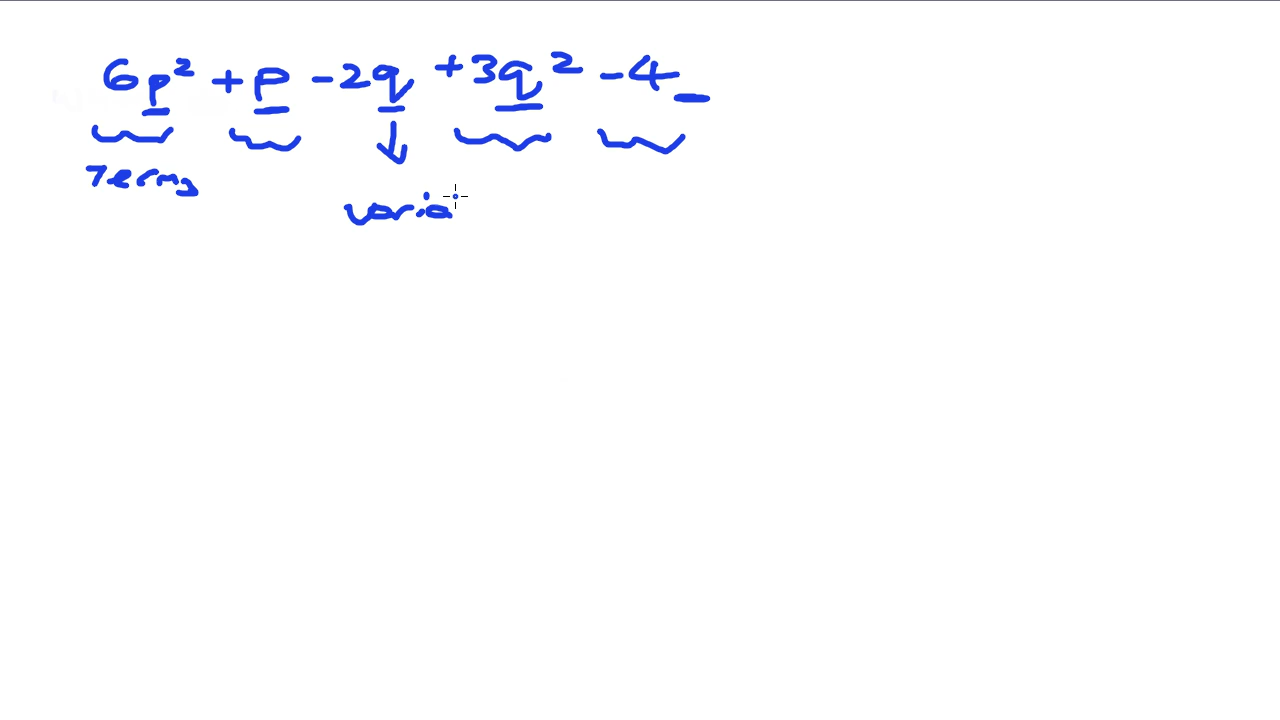 6p² + p - 2q + 3q² - 4
Terms
varia